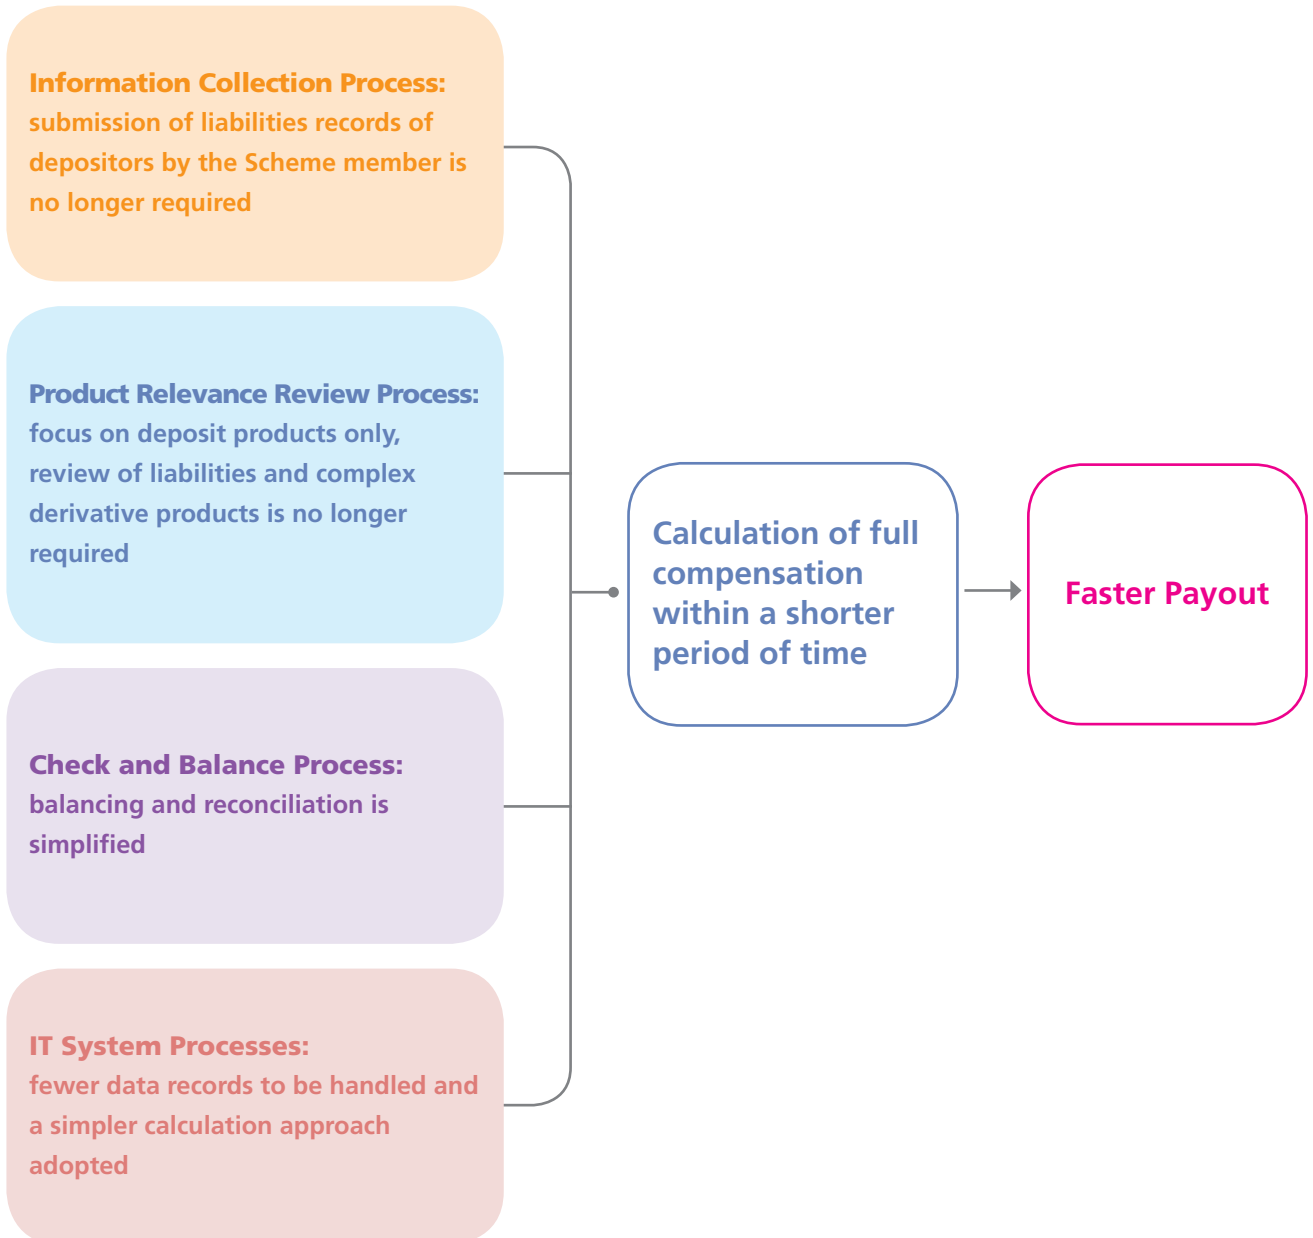 Information Collection Process:
submission of liabilities records of
depositors by the Scheme member is
no longer required
Product Relevance Review Process:
focus on deposit products only,
review of liabilities and complex
derivative products is no longer
required
Check and Balance Process:
balancing and reconciliation is
simplified
IT System Processes:
fewer data records to be handled and
a simpler calculation approach
adopted
Calculation of full
compensation
within a shorter
period of time
Faster Payout